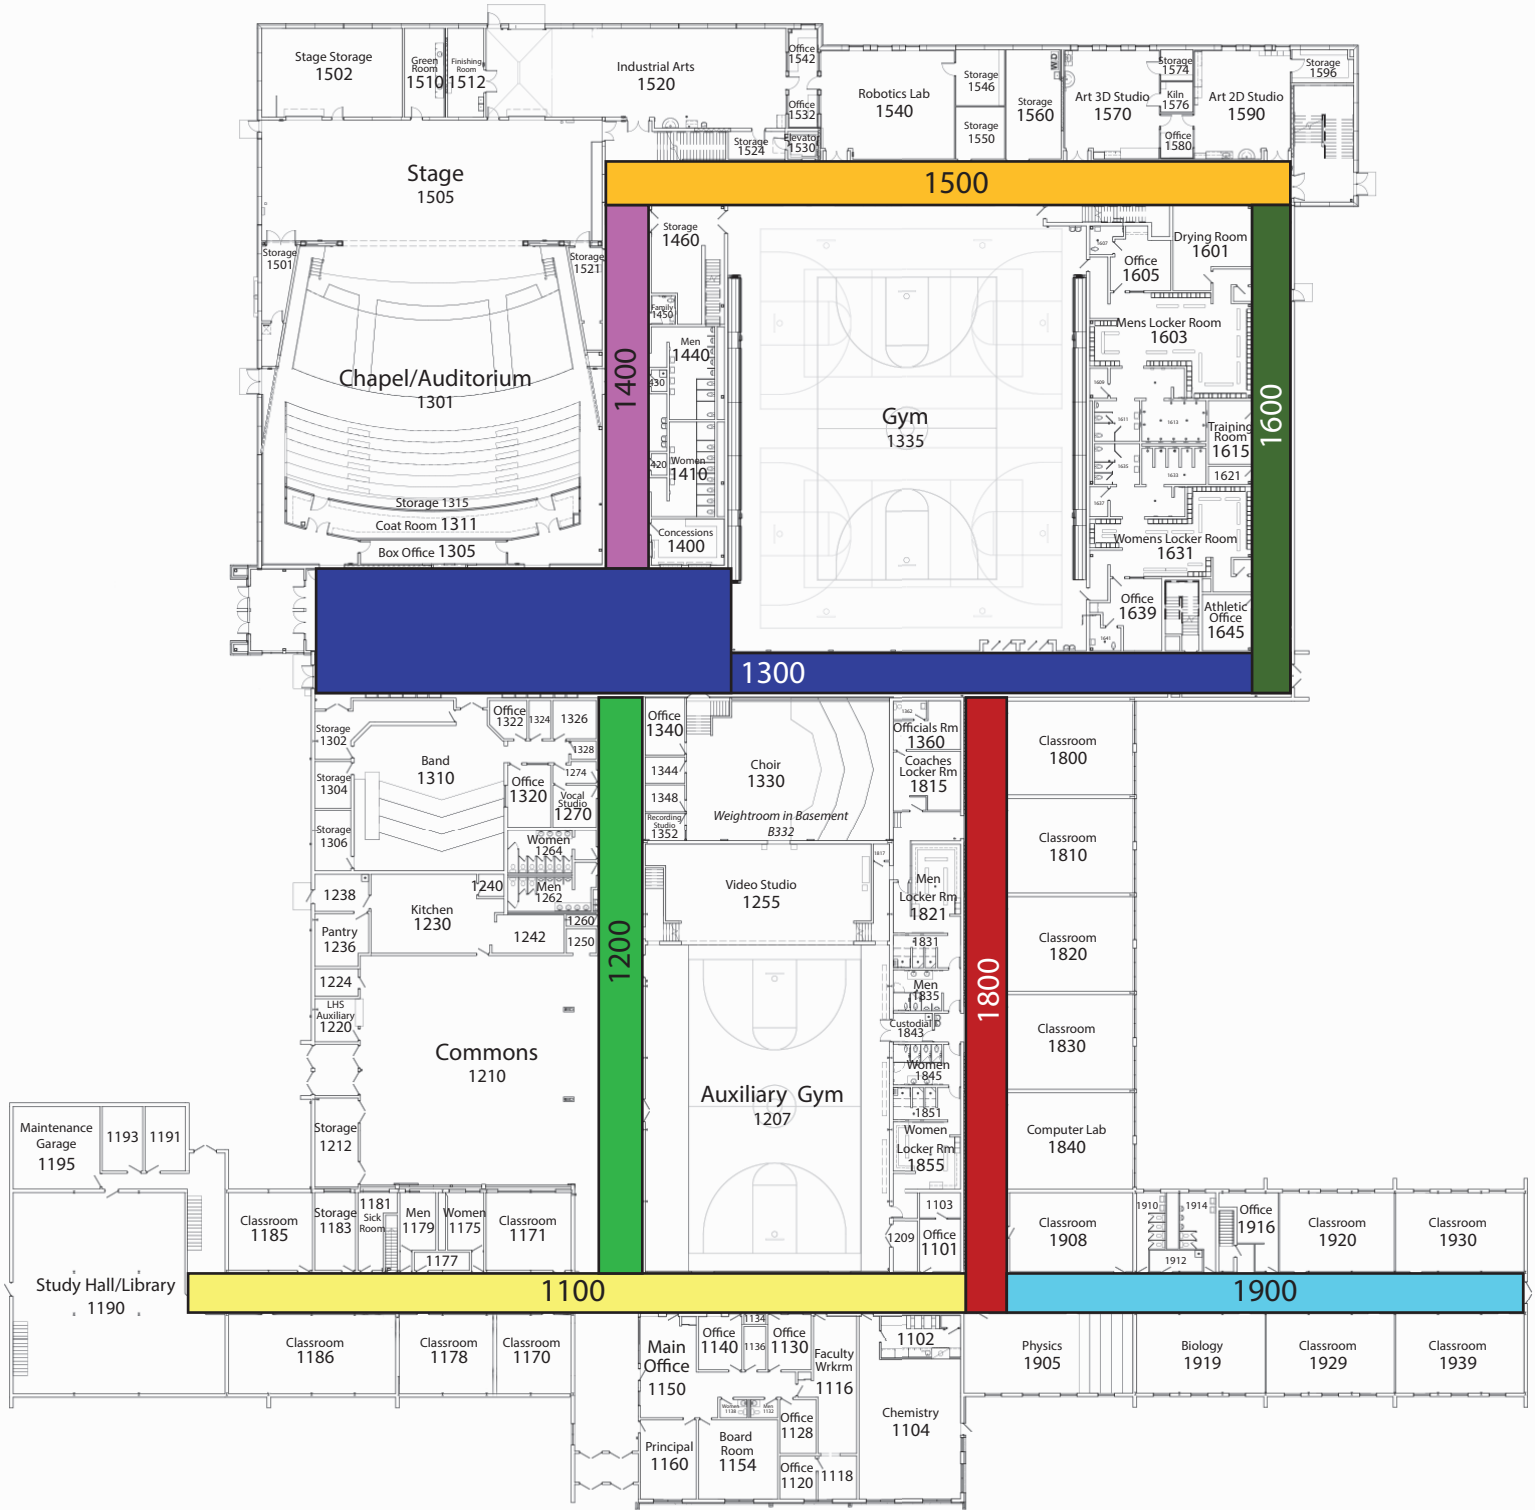 Stage Storage
1502
Green
Room
1510
Finishing
Room
1512
Industrial Arts
1520
Office
1542
Office
1532
Storage
1524
Elevator
1530
Robotics Lab
1540
Storage
1546
Storage
1550
Storage
1560
W.D
Art 3D Studio
1570
Storage
1574
Kiln
1576
Office
1580
Art 2D Studio
1590
Storage
1596
Stage
1505
1500
Storage
1501
Storage
1521
Storage
1460
Family
1450
Men
1440
1400
Women
1410
Concessions
1400
Chapel/Auditorium
1301
Storage 1315
Coat Room 1311
Box Office 1305
Gym
1335
1607
Office
1605
Drying Room
1601
Mens Locker Room
1603
1609
1611
1613
Training
Room
1615
1621
1635
1633
1637
Womens Locker Room
1631
Office
1639
1641
Athletic
Office
1645
1600
1300
Storage
1302
Storage
1304
Storage
1306
Band
1310
Office
1322
1324
1326
1328
1274
Office
1320
Vocal
Studio
1270
Women
1264
Men
1262
1260
1250
1238
1240
Kitchen
1230
1242
Pantry
1236
1224
LHS
Auxiliary
1220
Commons
1210
Storage
1212
1200
Office
1340
1344
1348
Recording
Studio
1352
Choir
1330
Weightroom in Basement
B332
1362
Officials Rm
1360
Coaches
Locker Rm
1815
1817
Video Studio
1255
Men
Locker Rm
1821
1831
Men
1835
Custodial
1843
Women
1845
1851
Women
Locker Rm
1855
Auxiliary Gym
1207
1103
1209
Office
1101
1800
Classroom
1800
Classroom
1810
Classroom
1820
Classroom
1830
Computer Lab
1840
Maintenance
Garage
1195
1193
1191
Classroom
1185
Storage
1183
1181
Sick
Room
Men
1179
1177
Women
1175
Classroom
1171
Study Hall/Library
1190
1100
Classroom
1908
1910
1914
1912
Office
1916
Classroom
1920
Classroom
1930
1900
Classroom
1186
Classroom
1178
Classroom
1170
Main
Office
1150
Office
1140
1134
1136
Office
1130
Faculty
Wrkrm
1116
1102
Women
1138
Men
1132
Office
1128
Principal
1160
Board
Room
1154
Office
1120
1118
Chemistry
1104
Physics
1905
Biology
1919
Classroom
1929
Classroom
1939